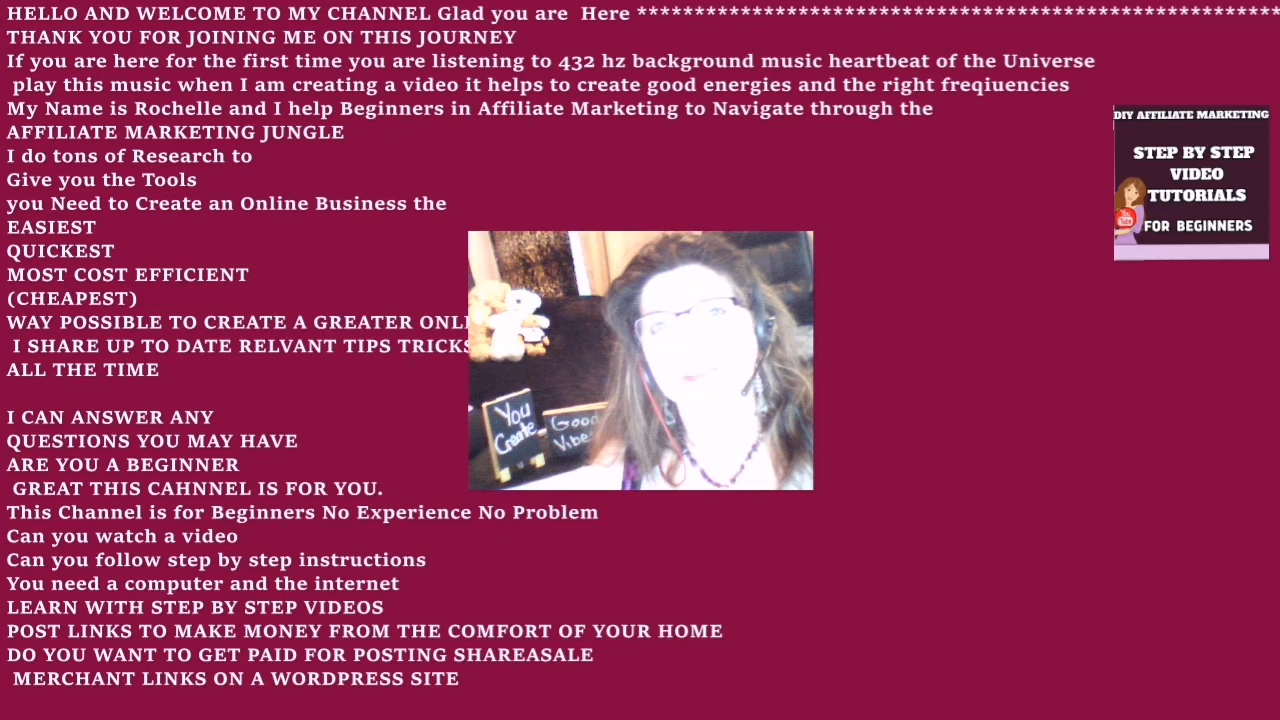 HELLO AND WELCOME TO MY CHANNEL Glad you are  Here *******************************************************
THANK YOU FOR JOINING ME ON THIS JOURNEY
If you are here for the first time you are listening to 432 hz background music heartbeat of the Universe
play this music when I am creating a video it helps to create good energies and the right freqiuencies
My Name is Rochelle and I help Beginners in Affiliate Marketing to Navigate through the
AFFILIATE MARKETING JUNGLE
I do tons of Research to
Give you the Tools
you Need to Create an Online Business the
EASIEST
QUICKEST
MOST COST EFFICIENT
(CHEAPEST)
WAY POSSIBLE TO CREATE A GREATER
I SHARE UP TO DATE RELVANT TIPS TRICKS
ALL THE TIME
I CAN ANSWER ANY
QUESTIONS YOU MAY HAVE
ARE YOU A BEGINNER
GREAT THIS CAHNNEL IS FOR YOU.
This Channel is for Beginners No Experience No Problem
Can you watch a video
Can you follow step by step instructions
You need a computer and the internet
LEARN WITH STEP BY STEP VIDEOS
POST LINKS TO MAKE MONEY FROM THE COMFORT OF YOUR HOME
DO YOU WANT TO GET PAID FOR POSTING SHAREASALE
MERCHANT LINKS ON A WORDPRESS SITE
You
Create
Good
Vibes
DIY AFFILIATE MARKETING
STEP BY STEP
VIDEO
TUTORIALS
FOR BEGINNERS
You
Tube